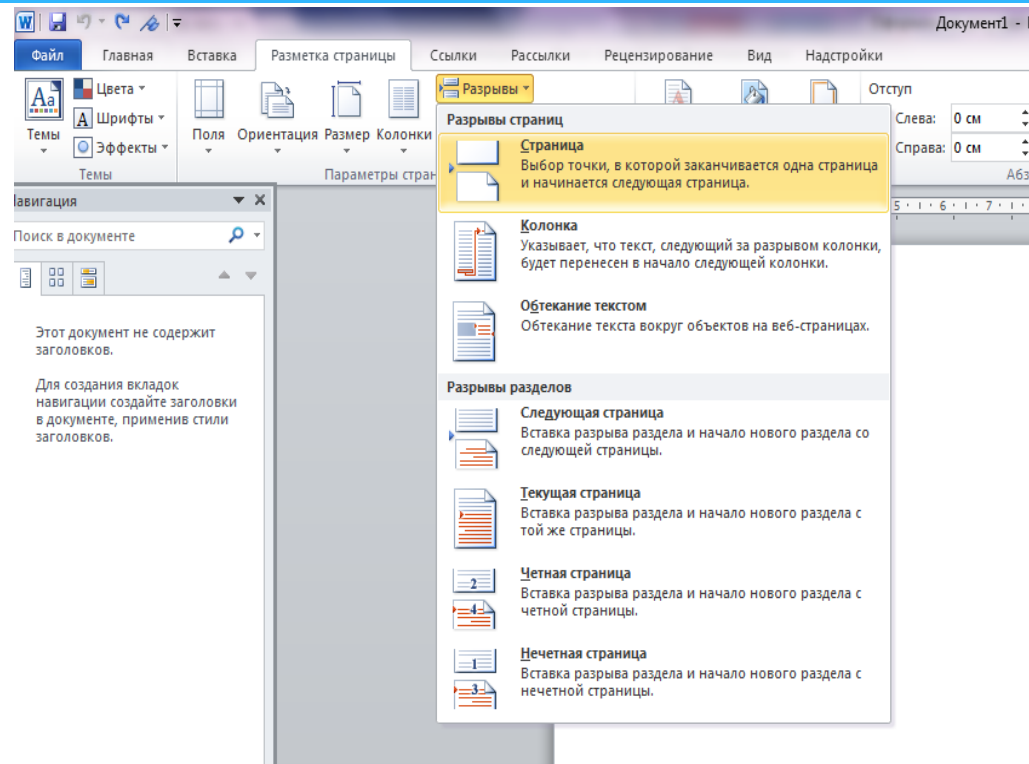 Документ1 -
Файл Главная Вставка Разметка страницы Ссылки Рассылки Рецензирование Вид Надстройки
Темы
Цвета
Шрифты
Эффекты
Темы
Поля Ориентация Размер Колонки
Разрывы
Параметры стран
Отступ
Слева: 0 см
Справа: 0 см
Абз
5 6 7
Навигация
Поиск в документе
Этот документ не содержит
заголовков.
Для создания вкладок
навигации создайте заголовки
в документе, применив стили
заголовков.
Разрывы страниц
Страница
Выбор точки, в которой заканчивается одна страница
и начинается следующая страница.
Колонка
Указывает, что текст, следующий за разрывом колонки,
будет перенесен в начало следующей колонки.
Обтекание текстом
Обтекание текста вокруг объектов на веб-страницах.
Разрывы разделов
Следующая страница
Вставка разрыва раздела и начало нового раздела со
следующей страницы.
Текущая страница
Вставка разрыва раздела и начало нового раздела с
той же страницы.
Четная страница
Вставка разрыва раздела и начало нового раздела с
четной страницы.
Нечетная страница
Вставка разрыва раздела и начало нового раздела с
нечетной страницы.